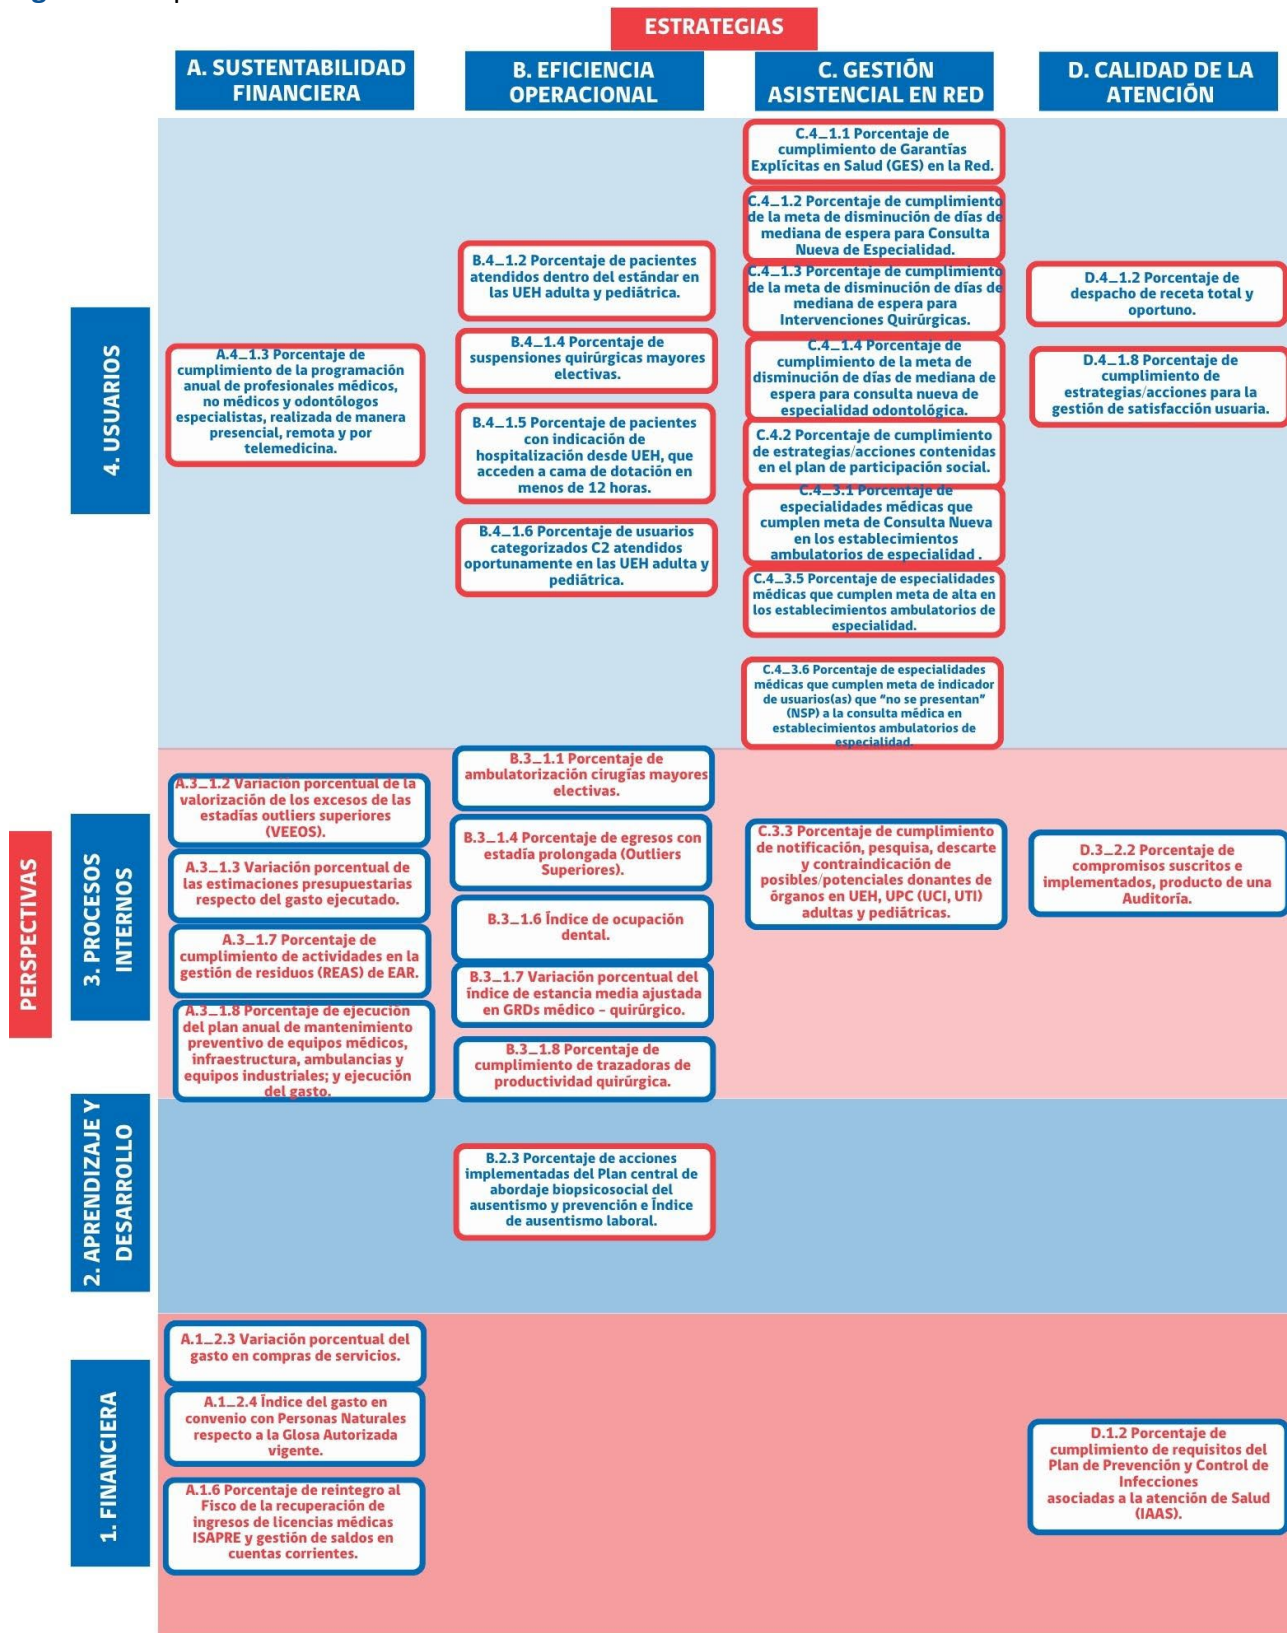 ESTRATEGIAS
A. SUSTENTABILIDAD
FINANCIERA
B. EFICIENCIA
OPERACIONAL
C. GESTIÓN
ASISTENCIAL EN RED
D. CALIDAD DE LA
ATENCIÓN
PERSPECTIVAS
4. USUARIOS
A.4_1.3 Porcentaje de
cumplimiento de la programación
anual de profesionales médicos,
no médicos y odontólogos
especialistas, realizada de manera
presencial, remota y por
telemedicina.
B.4_1.2 Porcentaje de pacientes
atendidos dentro del estándar en
las UEH adulta y pediátrica.
B.4_1.4 Porcentaje de
suspensiones quirúrgicas mayores
electivas.
B.4_1.5 Porcentaje de pacientes
con indicación de
hospitalización desde UEH, que
acceden a cama de dotación en
menos de 12 horas.
B.4_1.6 Porcentaje de usuarios
categorizados C2 atendidos
oportunamente en las UEH adulta y
pediátrica.
C.4_1.1 Porcentaje de
cumplimiento de Garantías
Explícitas en Salud (GES) en la Red.
C.4_1.2 Porcentaje de cumplimiento
de la meta de disminución de días de
mediana de espera para Consulta
Nueva de Especialidad.
C.4_1.3 Porcentaje de cumplimiento
de la meta de disminución de días de
mediana de espera para
Intervenciones Quirúrgicas.
C.4_1.4 Porcentaje de
cumplimiento de la meta de
disminución de días de mediana de
espera para consulta nueva de
especialidad odontológica.
C.4.2 Porcentaje de cumplimiento
de estrategias/acciones contenidas
en el plan de participación social.
C.4_3.1 Porcentaje de
especialidades médicas que
cumplen meta de Consulta Nueva
en los establecimientos
ambulatorios de especialidad .
C.4_3.5 Porcentaje de especialidades
médicas que cumplen meta de alta en
los establecimientos ambulatorios de
especialidad.
C.4_3.6 Porcentaje de especialidades
médicas que cumplen meta de indicador
de usuarios(as) que "no se presentan"
(NSP) a la consulta médica en
establecimientos ambulatorios de
especialidad.
D.4_1.2 Porcentaje de
despacho de receta total y
oportuno.
D.4_1.8 Porcentaje de
cumplimiento de
estrategias/acciones para la
gestión de satisfacción usuaria.
3. PROCESOS
INTERNOS
A.3_1.2 Variación porcentual de la
valorización de los excesos de las
estadías outliers superiores
(VEEOS).
A.3_1.3 Variación porcentual de
las estimaciones presupuestarias
respecto del gasto ejecutado.
A.3_1.7 Porcentaje de
cumplimiento de actividades en la
gestión de residuos (REAS) de EAR.
A.3_1.8 Porcentaje de ejecución
del plan anual de mantenimiento
preventivo de equipos médicos,
infraestructura, ambulancias y
equipos industriales; y ejecución
del gasto.
B.3_1.1 Porcentaje de
ambulatorización cirugías mayores
electivas.
B.3_1.4 Porcentaje de egresos con
estadía prolongada (Outliers
Superiores).
B.3_1.6 Índice de ocupación
dental.
B.3_1.7 Variación porcentual del
índice de estancia media ajustada
en GRDs médico - quirúrgico.
B.3_1.8 Porcentaje de
cumplimiento de trazadoras de
productividad quirúrgica.
C.3.3 Porcentaje de cumplimiento
de notificación, pesquisa, descarte
y contraindicación de
posibles/potenciales donantes de
órganos en UEH, UPC (UCI, UTI)
adultas y pediátricas.
D.3_2.2 Porcentaje de
compromisos suscritos e
implementados, producto de una
Auditoría.
2. APRENDIZAJE Y
DESARROLLO
B.2.3 Porcentaje de acciones
implementadas del Plan central de
abordaje biopsicosocial del
ausentismo y prevención e Índice
de ausentismo laboral.
1. FINANCIERA
A.1_2.3 Variación porcentual del
gasto en compras de servicios.
A.1_2.4 Índice del gasto en
convenio con Personas Naturales
respecto a la Glosa Autorizada
vigente.
A.1.6 Porcentaje de reintegro al
Fisco de la recuperación de
ingresos de licencias médicas
ISAPRE y gestión de saldos en
cuentas corrientes.
D.1.2 Porcentaje de
cumplimiento de requisitos del
Plan de Prevención y Control de
Infecciones
asociadas a la atención de Salud
(IAAS).